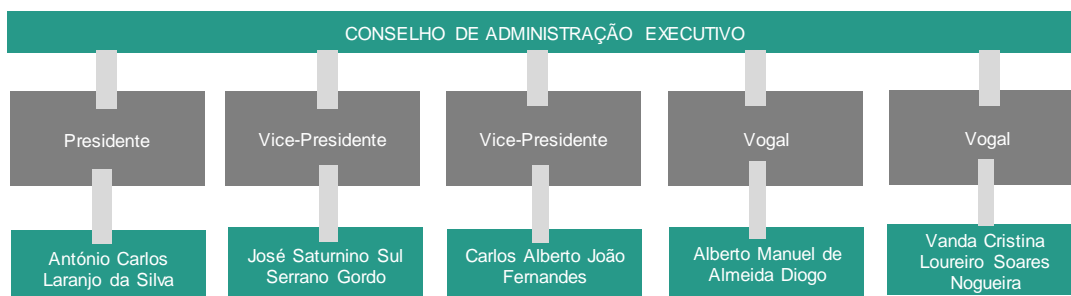 CONSELHO DE ADMINISTRAÇÃO EXECUTIVO
Presidente
Vice-Presidente
Vice-Presidente
Vogal
Vogal
António Carlos
Laranjo da Silva
José Saturnino Sul
Serrano Gordo
Carlos Alberto João
Fernandes
Alberto Manuel de
Almeida Diogo
Vanda Cristina
Loureiro Soares
Nogueira